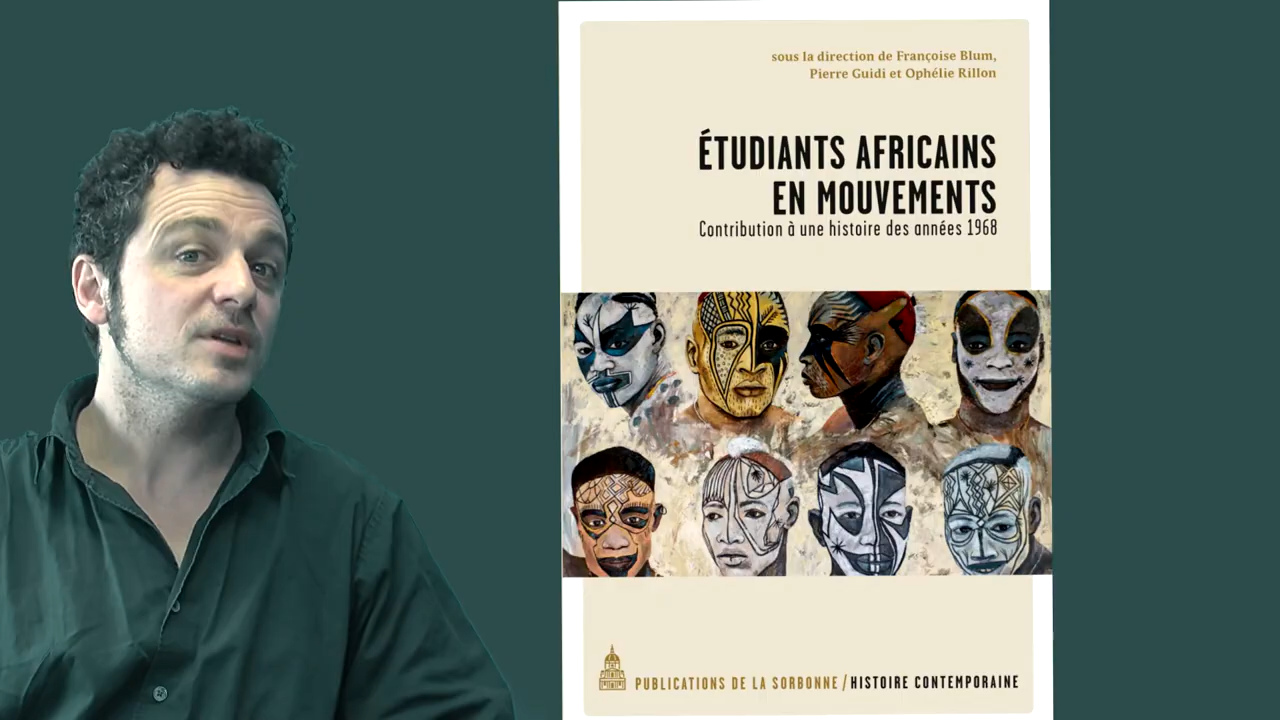 sous la direction de Françoise Blum,
Pierre Guidi et Ophélie Rillon
ÉTUDIANTS AFRICAINS
EN MOUVEMENTS
Contribution à une histoire des années 1968
PUBLICATIONS DE LA SORBONNE / HISTOIRE CONTEMPORAINE